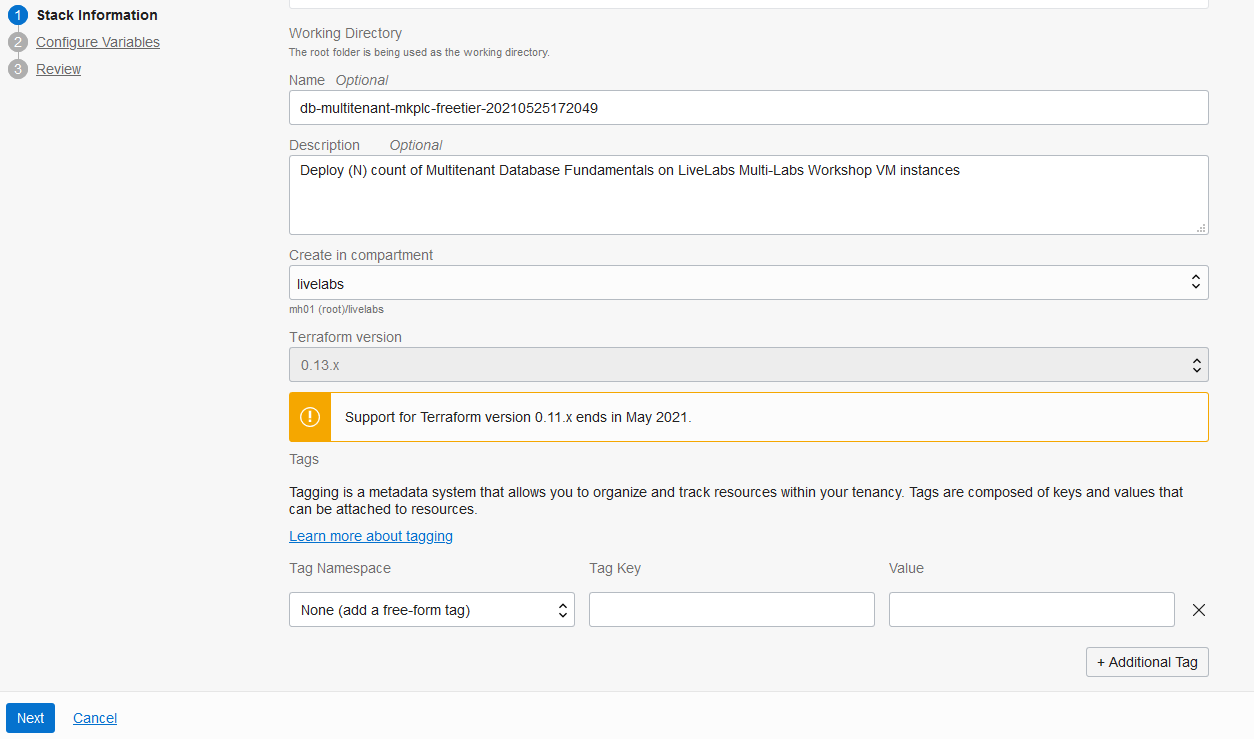 1 Stack Information
2 Configure Variables
3 Review
Working Directory
The root folder is being used as the working directory.
Name Optional
db-multitenant-mkplc-freetier-20210525172049
Description Optional
Deploy (N) count of Multitenant Database Fundamentals on LiveLabs Multi-Labs Workshop VM instances
Create in compartment
livelabs
mh01 (root)/livelabs
Terraform version
0.13.x
Support for Terraform version 0.11.x ends in May 2021.
Tags
Tagging is a metadata system that allows you to organize and track resources within your tenancy. Tags are composed of keys and values that
can be attached to resources.
Learn more about tagging
Tag Namespace Tag Key Value
None (add a free-form tag)
+ Additional Tag
Next Cancel